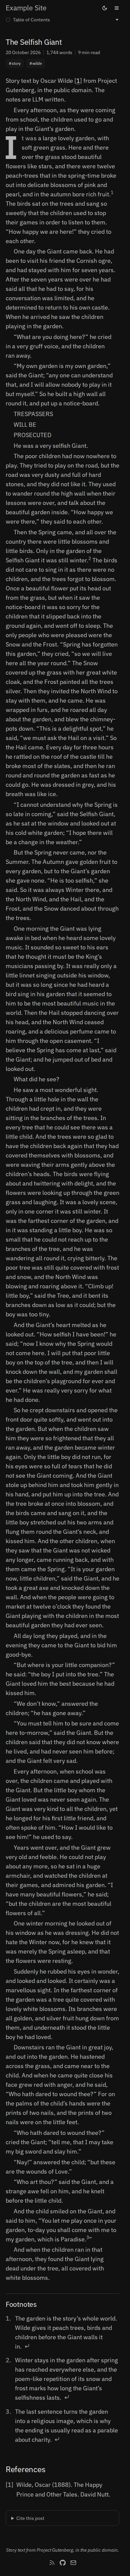 Example Site
Table of Contents
The Selfish Giant
20 October 2026 1,744 words 9 min read
#story #wilde
Story text by Oscar Wilde [1] from Project
Gutenberg, in the public domain. The
notes are LLM written.
Every afternoon, as they were coming
from school, the children used to go and
play in the Giant's garden.
It was a large lovely garden, with
soft green grass. Here and there
over the grass stood beautiful
flowers like stars, and there were twelve
peach-trees that in the spring-time broke
out into delicate blossoms of pink and
pearl, and in the autumn bore rich fruit.1
The birds sat on the trees and sang so
sweetly that the children used to stop
their games in order to listen to them.
"How happy we are here!" they cried to
each other.
One day the Giant came back. He had
been to visit his friend the Cornish ogre,
and had stayed with him for seven years.
After the seven years were over he had
said all that he had to say, for his
conversation was limited, and he
determined to return to his own castle.
When he arrived he saw the children
playing in the garden.
"What are you doing here?" he cried
in a very gruff voice, and the children
ran away.
"My own garden is my own garden,"
said the Giant; "any one can understand
that, and I will allow nobody to play in it
but myself." So he built a high wall all
round it, and put up a notice-board.
TRESPASSERS
WILL BE
PROSECUTED
He was a very selfish Giant.
The poor children had now nowhere to
play. They tried to play on the road, but
the road was very dusty and full of hard
stones, and they did not like it. They used
to wander round the high wall when their
lessons were over, and talk about the
beautiful garden inside. "How happy we
were there," they said to each other.
Then the Spring came, and all over the
country there were little blossoms and
little birds. Only in the garden of the
Selfish Giant it was still winter.2 The birds
did not care to sing in it as there were no
children, and the trees forgot to blossom.
Once a beautiful flower put its head out
from the grass, but when it saw the
notice-board it was so sorry for the
children that it slipped back into the
ground again, and went off to sleep. The
only people who were pleased were the
Snow and the Frost. "Spring has forgotten
this garden," they cried, "so we will live
here all the year round." The Snow
covered up the grass with her great white
cloak, and the Frost painted all the trees
silver. Then they invited the North Wind to
stay with them, and he came. He was
wrapped in furs, and he roared all day
about the garden, and blew the chimney-
pots down. "This is a delightful spot," he
said, "we must ask the Hail on a visit." So
the Hail came. Every day for three hours
he rattled on the roof of the castle till he
broke most of the slates, and then he ran
round and round the garden as fast as he
could go. He was dressed in grey, and his
breath was like ice.
"I cannot understand why the Spring is
so late in coming," said the Selfish Giant,
as he sat at the window and looked out at
his cold white garden; "I hope there will
be a change in the weather."
But the Spring never came, nor the
Summer. The Autumn gave golden fruit to
every garden, but to the Giant's garden
she gave none. "He is too selfish," she
said. So it was always Winter there, and
the North Wind, and the Hail, and the
Frost, and the Snow danced about through
the trees.
One morning the Giant was lying
awake in bed when he heard some lovely
music. It sounded so sweet to his ears
that he thought it must be the King's
musicians passing by. It was really only a
little linnet singing outside his window,
but it was so long since he had heard a
bird sing in his garden that it seemed to
him to be the most beautiful music in the
world. Then the Hail stopped dancing over
his head, and the North Wind ceased
roaring, and a delicious perfume came to
him through the open casement. "I
believe the Spring has come at last," said
the Giant; and he jumped out of bed and
looked out.
What did he see?
He saw a most wonderful sight.
Through a little hole in the wall the
children had crept in, and they were
sitting in the branches of the trees. In
every tree that he could see there was a
little child. And the trees were so glad to
have the children back again that they
had covered themselves with blossoms,
and were waving their arms gently above
the children's heads. The birds were flying
about and twittering with delight, and the
flowers were looking up through the green
grass and laughing. It was a lovely scene,
only in one corner it was still winter. It
was the farthest corner of the garden, and
in it was standing a little boy. He was so
small that he could not reach up to the
branches of the tree, and he was
wandering all round it, crying bitterly. The
poor tree was still quite covered with frost
and snow, and the North Wind was
blowing and roaring above it. "Climb up!
little boy," said the Tree, and it bent its
branches down as low as it could; but the
boy was too tiny.
And the Giant's heart melted as he
looked out. "How selfish I have been!" he
said; "now I know why the Spring would
not come here. I will put that poor little
boy on the top of the tree, and then I will
knock down the wall, and my garden shall
be the children's playground for ever and
ever." He was really very sorry for what
he had done.
So he crept downstairs and opened the
front door quite softly, and went out into
the garden. But when the children saw
him they were so frightened that they all
ran away, and the garden became winter
again. Only the little boy did not run, for
his eyes were so full of tears that he did
not see the Giant coming. And the Giant
stole up behind him and took him gently in
his hand, and put him up into the tree. And
the tree broke at once into blossom, and
the birds came and sang on it, and the
little boy stretched out his two arms and
flung them round the Giant's neck, and
kissed him. And the other children, when
they saw that the Giant was not wicked
any longer, came running back, and with
them came the Spring. "It is your garden
now, little children," said the Giant, and he
took a great axe and knocked down the
wall. And when the people were going to
market at twelve o'clock they found the
Giant playing with the children in the most
beautiful garden they had ever seen.
All day long they played, and in the
evening they came to the Giant to bid him
good-bye.
"But where is your little companion?"
he said: "the boy I put into the tree." The
Giant loved him the best because he had
kissed him.
"We don't know," answered the
children; "he has gone away."
"You must tell him to be sure and come
here to-morrow," said the Giant. But the
children said that they did not know where
he lived, and had never seen him before;
and the Giant felt very sad.
Every afternoon, when school was
over, the children came and played with
the Giant. But the little boy whom the
Giant loved was never seen again. The
Giant was very kind to all the children, yet
he longed for his first little friend, and
often spoke of him. "How I would like to
see him!" he used to say.
Years went over, and the Giant grew
very old and feeble. He could not play
about any more, so he sat in a huge
armchair, and watched the children at
their games, and admired his garden. "I
have many beautiful flowers," he said;
"but the children are the most beautiful
flowers of all."
One winter morning he looked out of
his window as he was dressing. He did not
hate the Winter now, for he knew that it
was merely the Spring asleep, and that
the flowers were resting.
Suddenly he rubbed his eyes in wonder,
and looked and looked. It certainly was a
marvellous sight. In the farthest corner of
the garden was a tree quite covered with
lovely white blossoms. Its branches were
all golden, and silver fruit hung down from
them, and underneath it stood the little
boy he had loved.
Downstairs ran the Giant in great joy,
and out into the garden. He hastened
across the grass, and came near to the
child. And when he came quite close his
face grew red with anger, and he said,
"Who hath dared to wound thee?" For on
the palms of the child's hands were the
prints of two nails, and the prints of two
nails were on the little feet.
"Who hath dared to wound thee?"
cried the Giant; "tell me, that I may take
my big sword and slay him."
"Nay!" answered the child; "but these
are the wounds of Love."
"Who art thou?" said the Giant, and a
strange awe fell on him, and he knelt
before the little child.
And the child smiled on the Giant, and
said to him, "You let me play once in your
garden, to-day you shall come with me to
my garden, which is Paradise."3
And when the children ran in that
afternoon, they found the Giant lying
dead under the tree, all covered with
white blossoms.
Footnotes
1. The garden is the story's whole world.
Wilde gives it peach trees, birds and
children before the Giant walls it
in. ↩
2. Winter stays in the garden after spring
has reached everywhere else, and the
poem-like repetition of snow and
frost marks how long the Giant's
selfishness lasts. ↩
3. The last sentence turns the garden
into a religious image, which is why
the ending is usually read as a parable
about charity. ↩
References
[1] Wilde, Oscar (1888). The Happy
Prince and Other Tales. David Nutt.
Cite this post
Story text from Project Gutenberg, in the public domain.